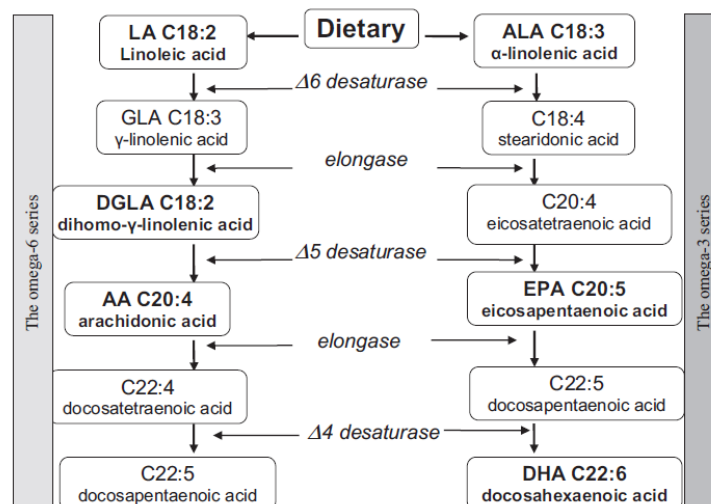 Dietary
LA C18:2
Linoleic acid
ALA C18:3
α-linolenic acid
Δ6 desaturase
GLA C18:3
γ-linolenic acid
C18:4
stearidonic acid
elongase
DGLA C18:2
dihomo-γ-linolenic acid
C20:4
eicosatetraenoic acid
Δ5 desaturase
AA C20:4
arachidonic acid
EPA C20:5
eicosapentaenoic acid
elongase
C22:4
docosatetraenoic acid
C22:5
docosapentaenoic acid
Δ4 desaturase
C22:5
docosapentaenoic acid
DHA C22:6
docosahexaenoic acid
The omega-6 series
The omega-3 series